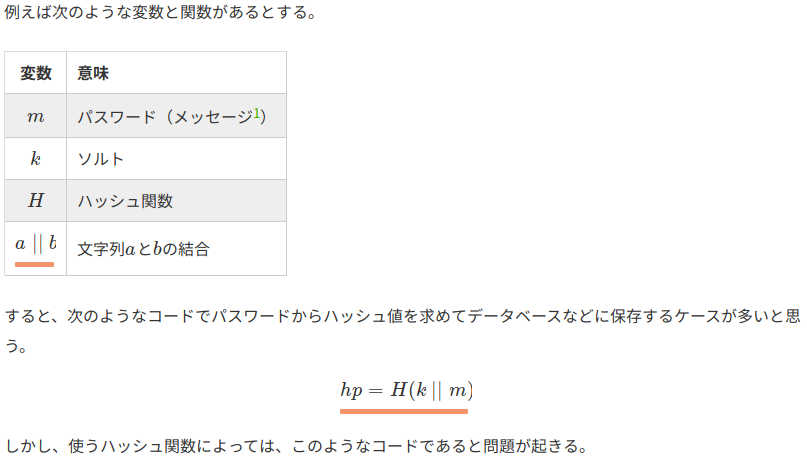 例えば次のような変数と関数があるとする。
変数 意味
m パスワード（メッセージ1）
k ソルト
H ハッシュ関数
a || b 文字列aとbの結合
すると、次のようなコードでパスワードからハッシュ値を求めてデータベースなどに保存するケースが多いと思
う。
hp = H(k || m)
しかし、使うハッシュ関数によっては、このようなコードであると問題が起きる。